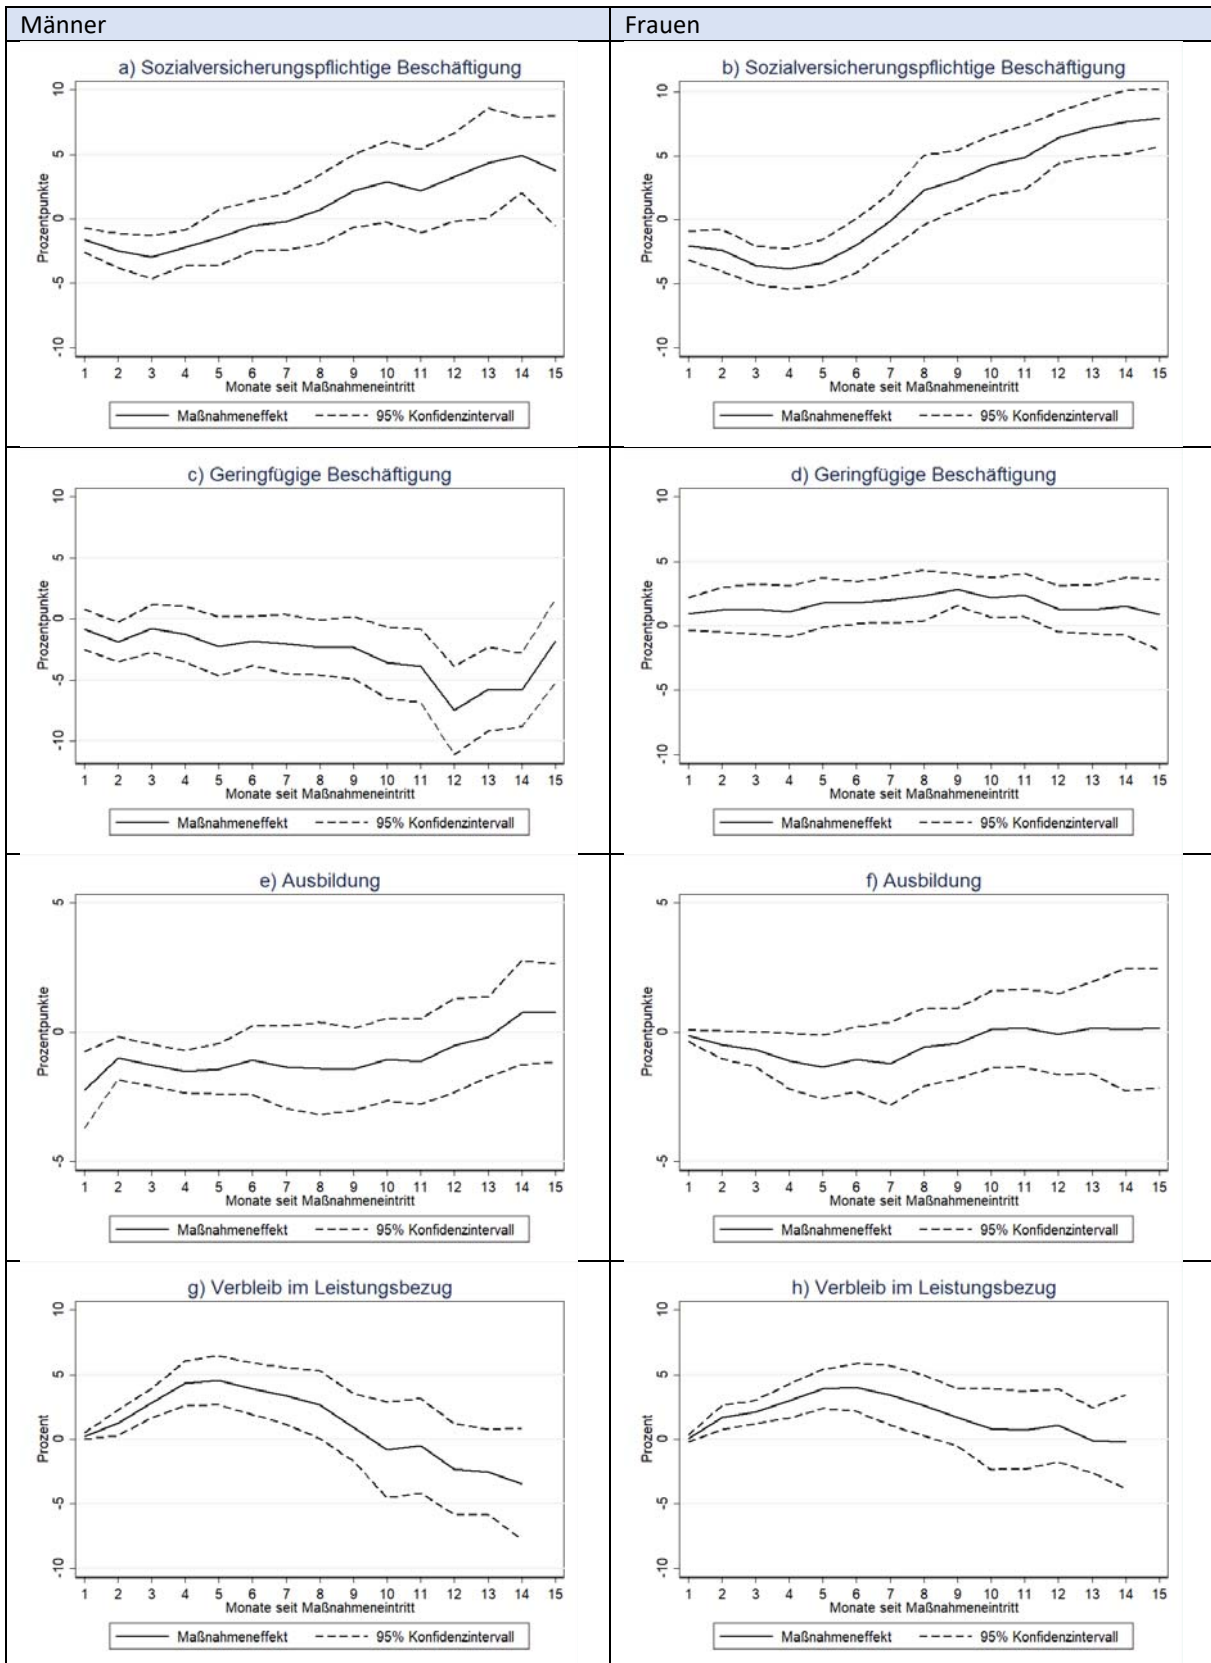 Männer
Frauen
a) Sozialversicherungspflichtige Beschäftigung
10
5
0
-5
-10
Prozentpunkte
1 2 3 4 5 6 7 8 9 10 11 12 13 14 15
Monate seit Maßnahmeneintritt
Maßnahmeneffekt 95% Konfidenzintervall
b) Sozialversicherungspflichtige Beschäftigung
10
5
0
-5
-10
Prozentpunkte
1 2 3 4 5 6 7 8 9 10 11 12 13 14 15
Monate seit Maßnahmeneintritt
Maßnahmeneffekt 95% Konfidenzintervall
c) Geringfügige Beschäftigung
10
5
0
-5
-10
Prozentpunkte
1 2 3 4 5 6 7 8 9 10 11 12 13 14 15
Monate seit Maßnahmeneintritt
Maßnahmeneffekt 95% Konfidenzintervall
d) Geringfügige Beschäftigung
10
5
0
-5
-10
Prozentpunkte
1 2 3 4 5 6 7 8 9 10 11 12 13 14 15
Monate seit Maßnahmeneintritt
Maßnahmeneffekt 95% Konfidenzintervall
e) Ausbildung
5
0
-5
Prozentpunkte
1 2 3 4 5 6 7 8 9 10 11 12 13 14 15
Monate seit Maßnahmeneintritt
Maßnahmeneffekt 95% Konfidenzintervall
f) Ausbildung
5
0
-5
Prozentpunkte
1 2 3 4 5 6 7 8 9 10 11 12 13 14 15
Monate seit Maßnahmeneintritt
Maßnahmeneffekt 95% Konfidenzintervall
g) Verbleib im Leistungsbezug
10
5
0
-5
-10
Prozent
1 2 3 4 5 6 7 8 9 10 11 12 13 14 15
Monate seit Maßnahmeneintritt
Maßnahmeneffekt 95% Konfidenzintervall
h) Verbleib im Leistungsbezug
10
5
0
-5
-10
Prozent
1 2 3 4 5 6 7 8 9 10 11 12 13 14 15
Monate seit Maßnahmeneintritt
Maßnahmeneffekt 95% Konfidenzintervall